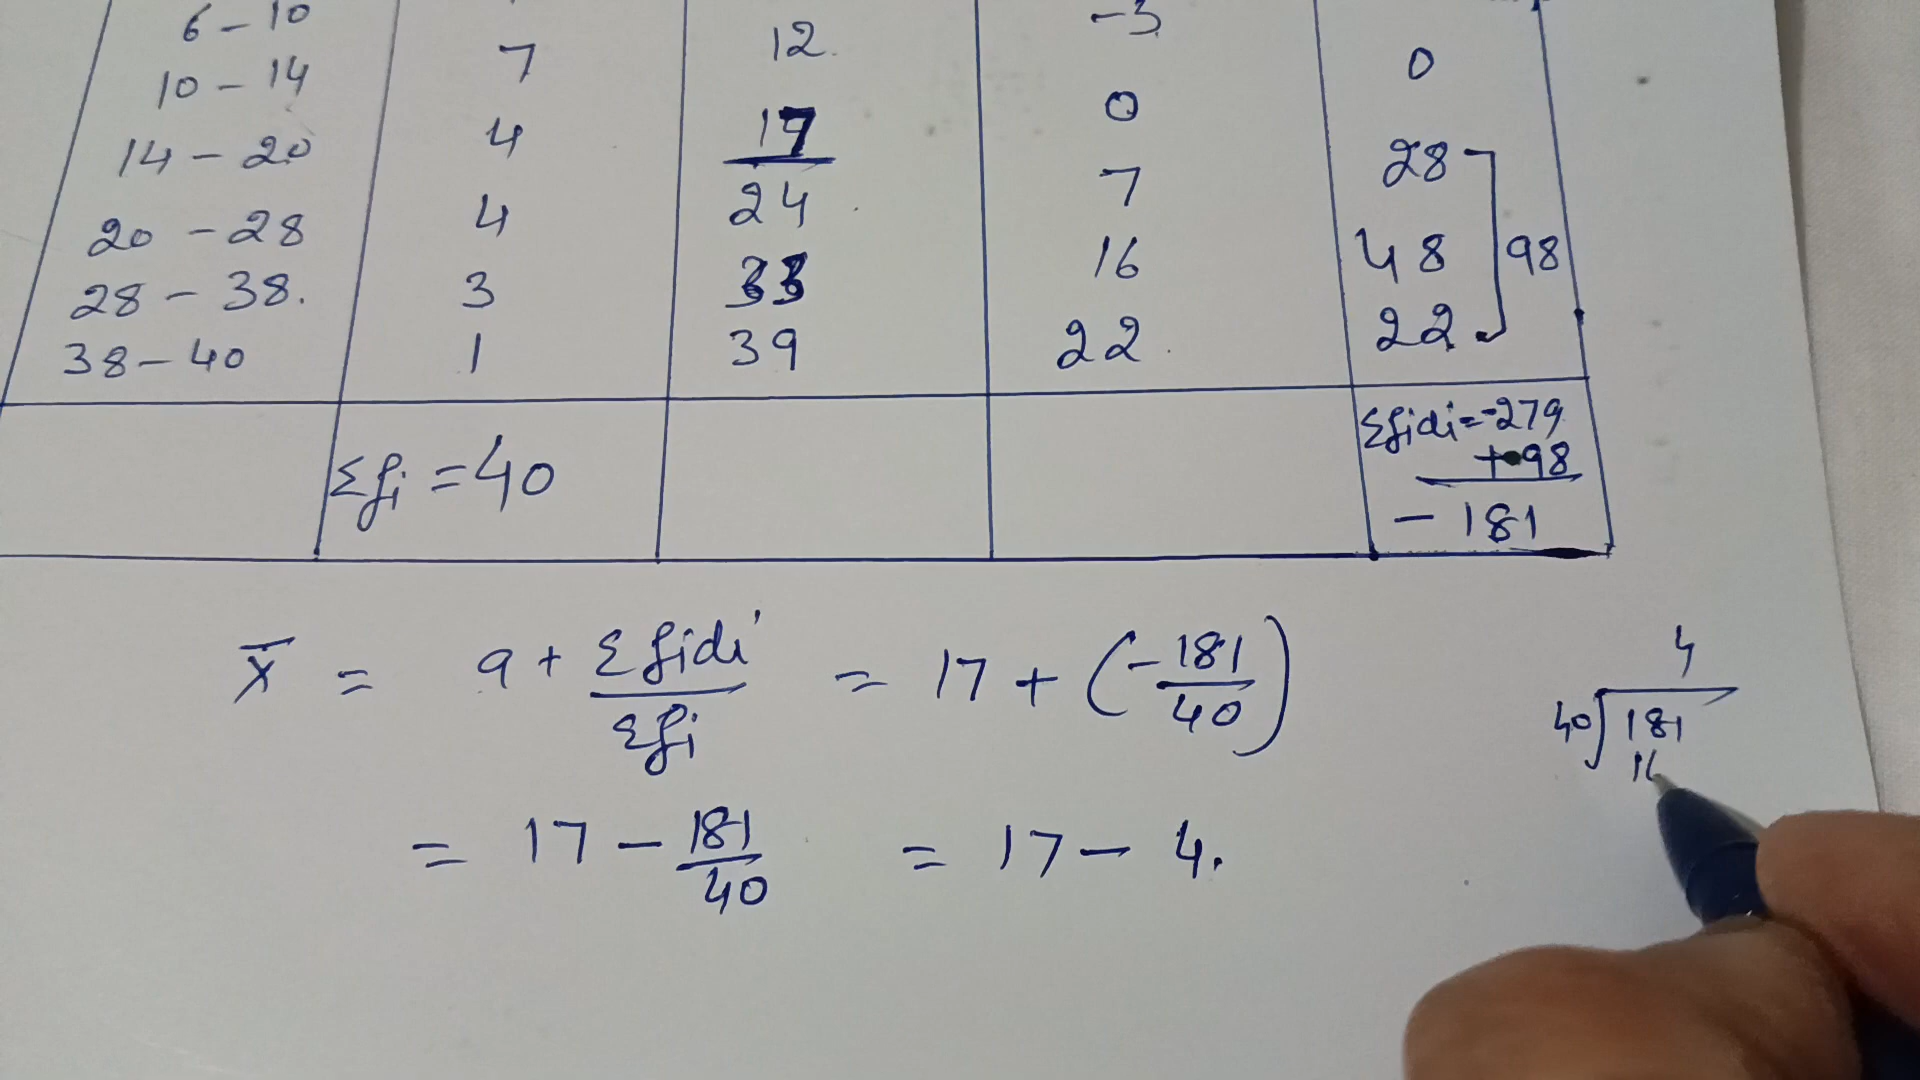 6 - 10
-3
10 - 14 7 12. 0
14 - 20 4 17 0 28
20 - 28 4 24 7 48 98
28 - 38. 3 33 16 22
38 - 40 1 39 22
Σfidi = -279
+ 98
Σfi = 40
- 181
x̄ = a + Σfidi / Σfi = 17 + (-181/40)
4
40 181
16
= 17 - 181/40 = 17 - 4.